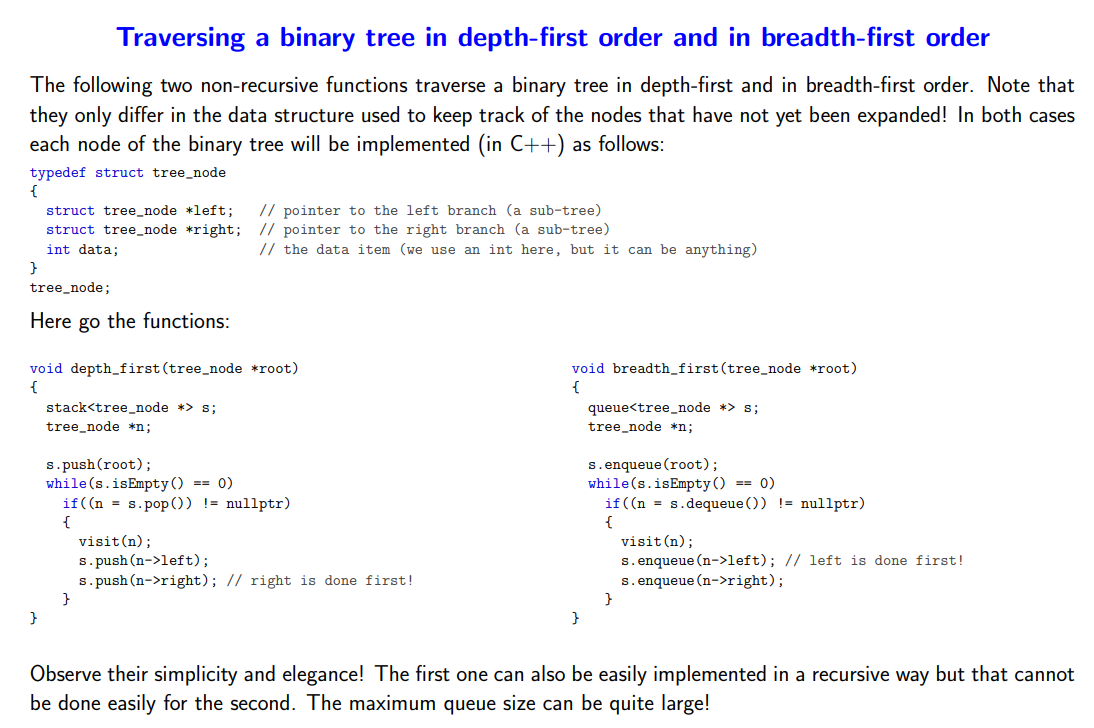 Traversing a binary tree in depth-first order and in breadth-first order
The following two non-recursive functions traverse a binary tree in depth-first and in breadth-first order. Note that
they only differ in the data structure used to keep track of the nodes that have not yet been expanded! In both cases
each node of the binary tree will be implemented (in C++) as follows:
typedef struct tree_node
{
  struct tree_node *left;   // pointer to the left branch (a sub-tree)
  struct tree_node *right;  // pointer to the right branch (a sub-tree)
  int data;                 // the data item (we use an int here, but it can be anything)
}
tree_node;
Here go the functions:
void depth_first(tree_node *root)
{
  stack<tree_node *> s;
  tree_node *n;
  s.push(root);
  while(s.isEmpty() == 0)
    if((n = s.pop()) != nullptr)
    {
      visit(n);
      s.push(n->left);
      s.push(n->right); // right is done first!
    }
}
void breadth_first(tree_node *root)
{
  queue<tree_node *> s;
  tree_node *n;
  s.enqueue(root);
  while(s.isEmpty() == 0)
    if((n = s.dequeue()) != nullptr)
    {
      visit(n);
      s.enqueue(n->left); // left is done first!
      s.enqueue(n->right);
    }
}
Observe their simplicity and elegance! The first one can also be easily implemented in a recursive way but that cannot
be done easily for the second. The maximum queue size can be quite large!